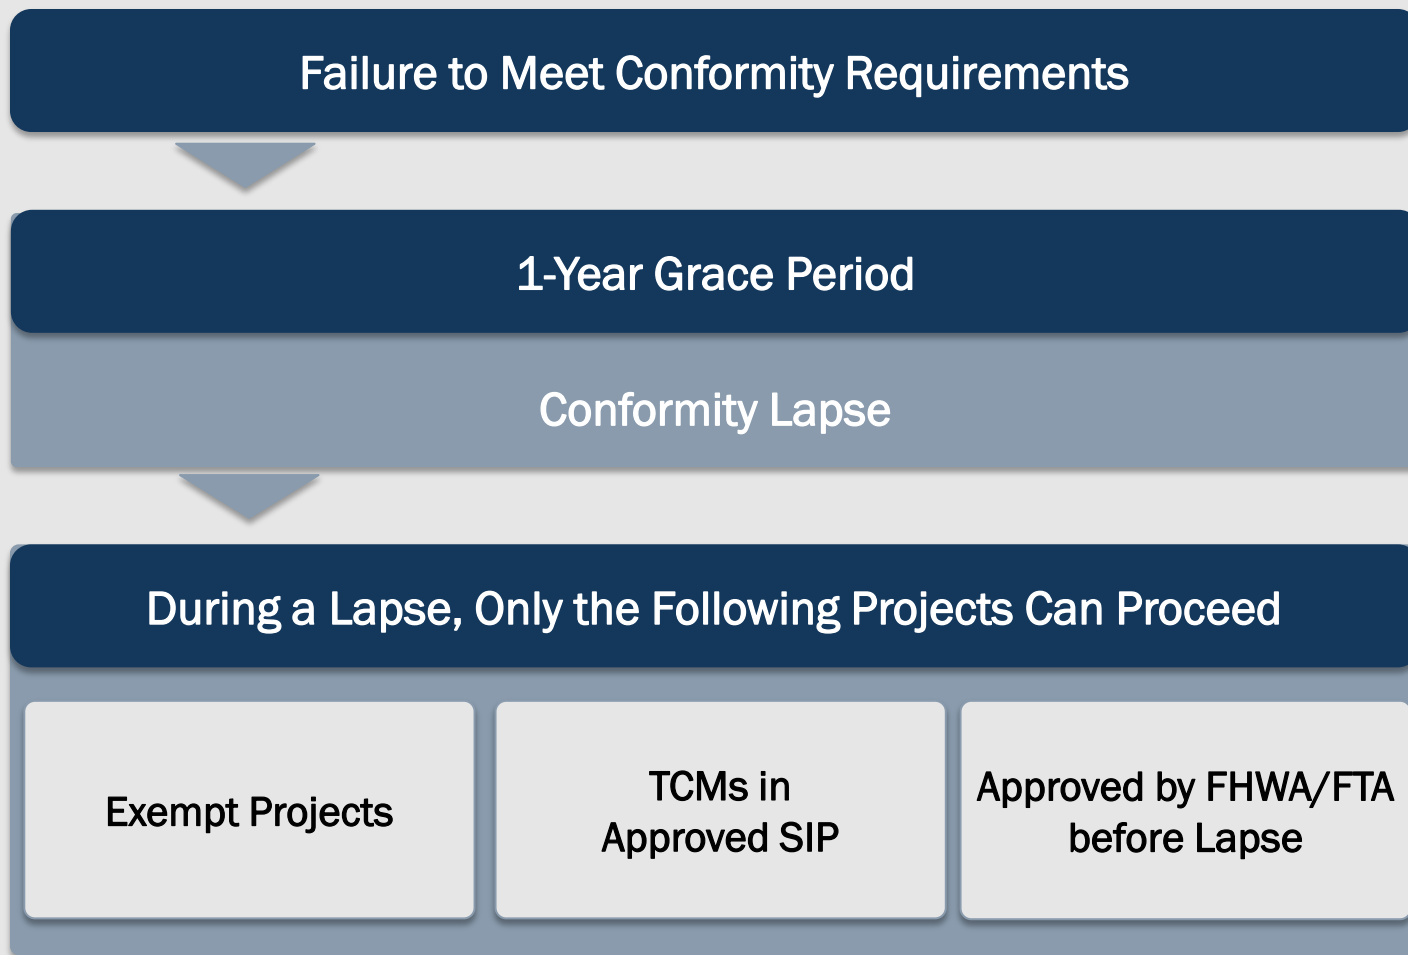 Failure to Meet Conformity Requirements
1-Year Grace Period
Conformity Lapse
During a Lapse, Only the Following Projects Can Proceed
Exempt Projects
TCMs in
Approved SIP
Approved by FHWA/FTA
before Lapse